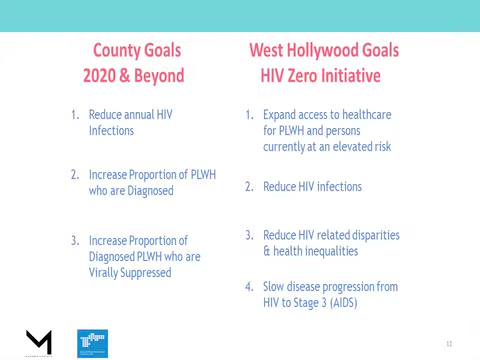 County Goals
2020 & Beyond
1. Reduce annual HIV
Infections
2. Increase Proportion of PLWH
who are Diagnosed
3. Increase Proportion of
Diagnosed PLWH who are
Virally Suppressed
West Hollywood Goals
HIV Zero Initiative
1. Expand access to healthcare
for PLWH and persons
currently at an elevated risk
2. Reduce HIV infections
3. Reduce HIV related disparities
& health inequalities
4. Slow disease progression from
HIV to Stage 3 (AIDS)